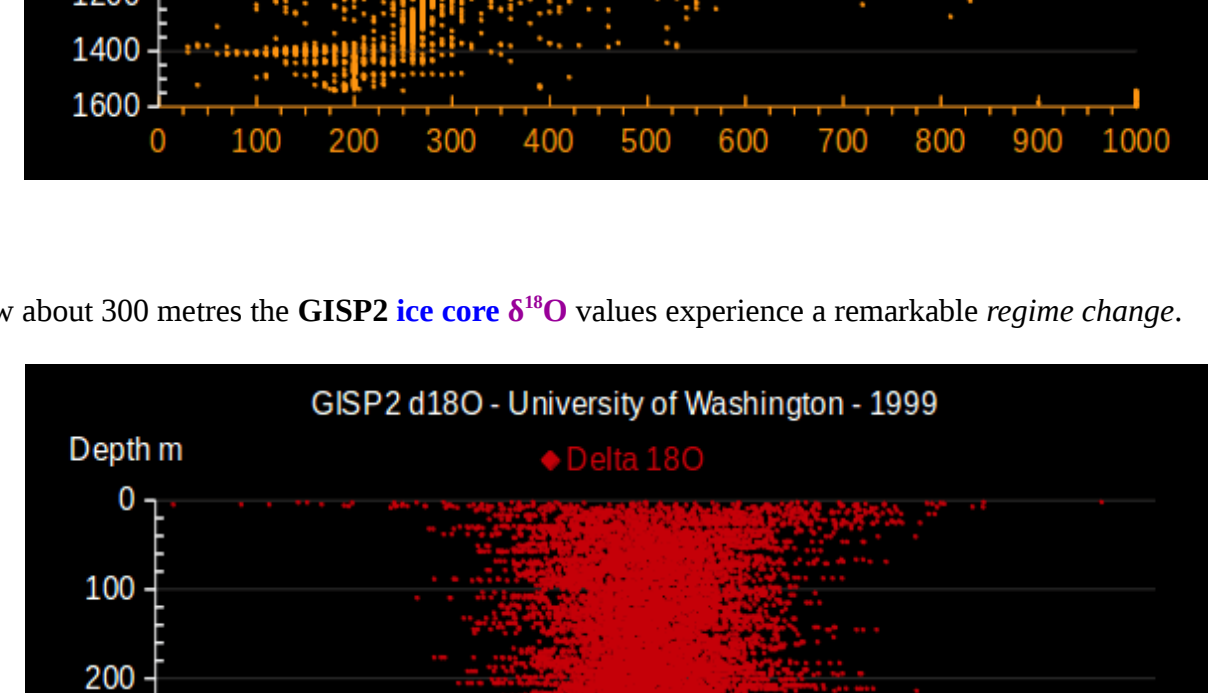 1200
1400
1600
0 100 200 300 400 500 600 700 800 900 1000
w about 300 metres the GISP2 ice core δ18O values experience a remarkable regime change.
GISP2 d18O - University of Washington - 1999
Depth m
Delta 18O
0
100
200